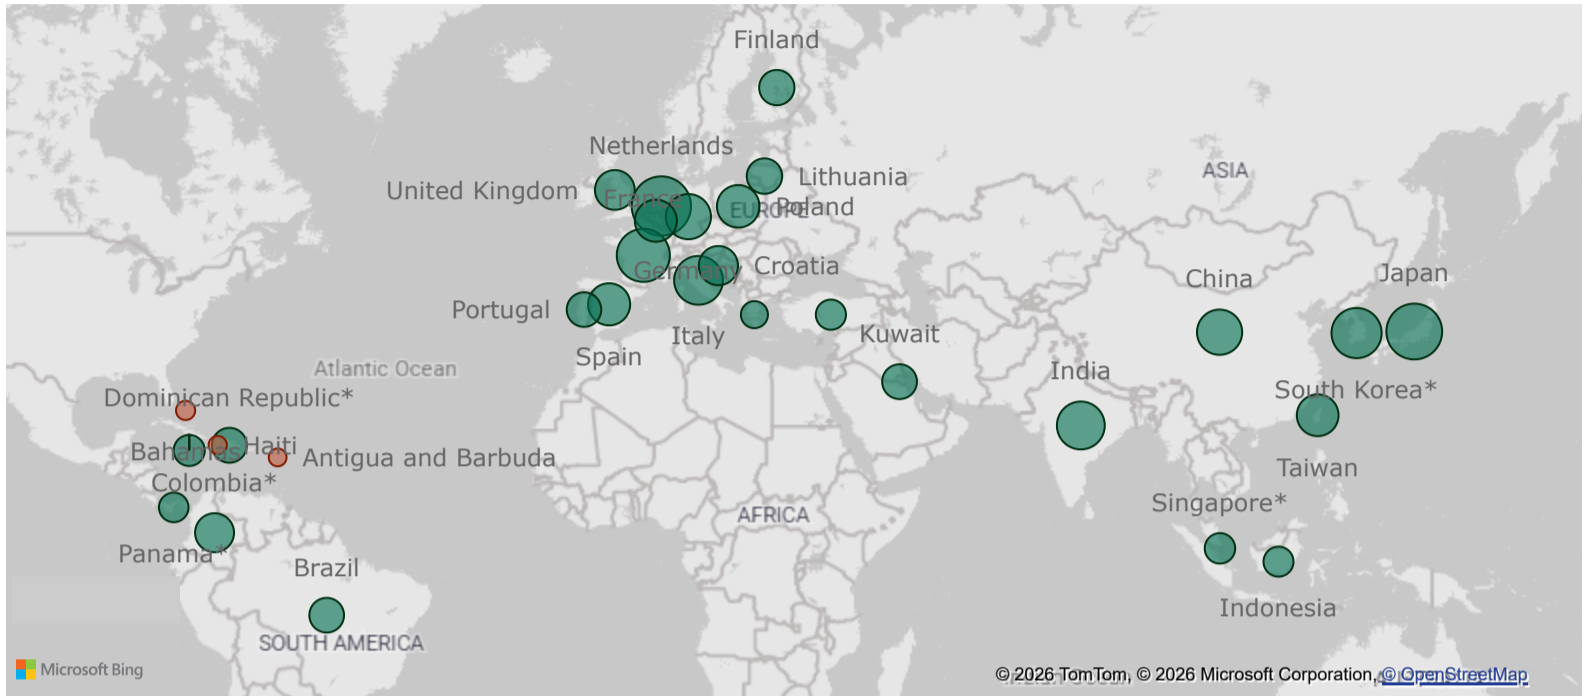 Finland
Netherlands
ASIA
Lithuania
United Kingdom
France
EUROPE
Poland
Croatia
Germany
China
Japan
Portugal
Italy
Kuwait
Spain
Atlantic Ocean
India
South Korea*
Dominican Republic*
Bahamas
Haiti
Antigua and Barbuda
Taiwan
Colombia*
Singapore*
AFRICA
Panama*
Brazil
Indonesia
SOUTH AMERICA
Microsoft Bing
© 2026 TomTom, © 2026 Microsoft Corporation, © OpenStreetMap